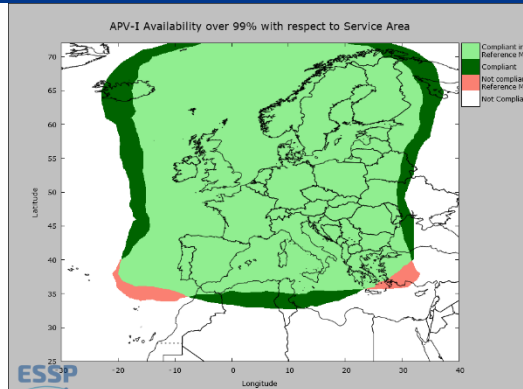 APV-I Availability over 99% with respect to Service Area
Compliant in
Reference M
Compliant
Not complia
Reference M
Not Complia
Latitude
70
65
60
55
50
45
40
35
30
25
-30
-20
-10
0
10
20
30
40
Longitude
ESSP